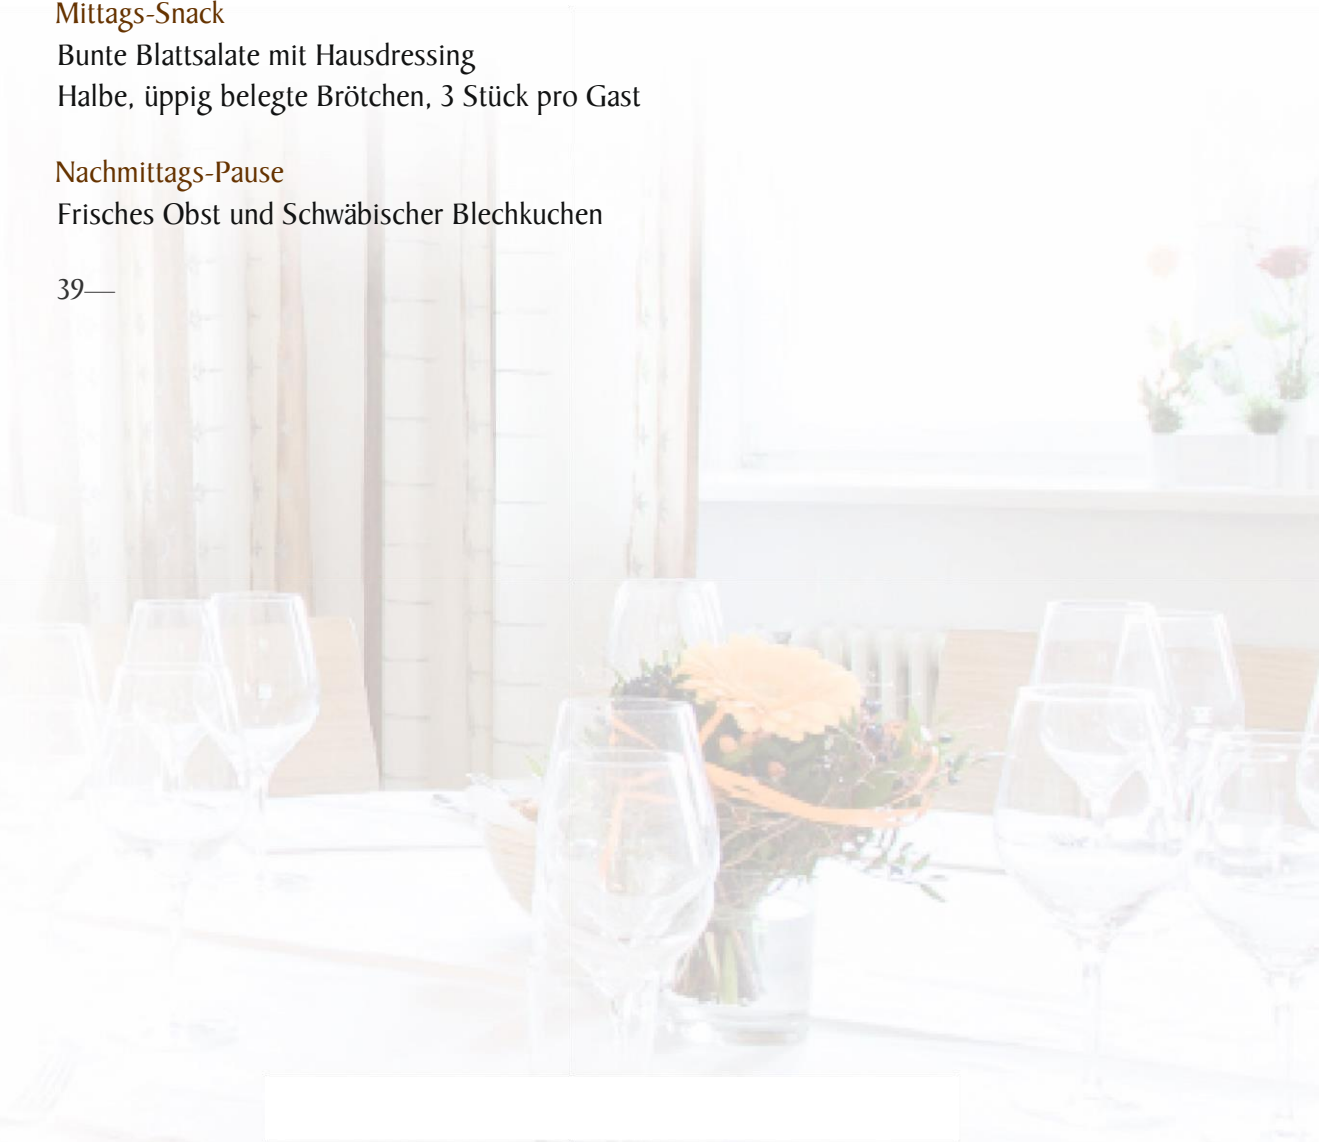 Mittags-Snack
Bunte Blattsalate mit Hausdressing
Halbe, üppig belegte Brötchen, 3 Stück pro Gast
Nachmittags-Pause
Frisches Obst und Schwäbischer Blechkuchen
39—